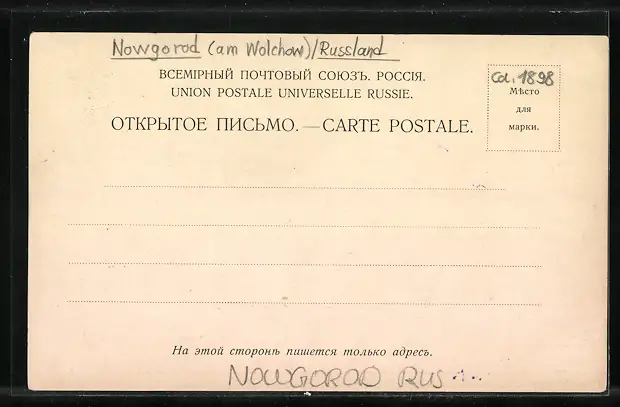 Nowgorod (am Wolchow)/Russland
ВСЕМІРНЫЙ ПОЧТОВЫЙ СОЮЗЪ. РОССІЯ.
UNION POSTALE UNIVERSELLE RUSSIE.
ОТКРЫТОЕ ПИСЬМО. — CARTE POSTALE.
ca. 1898
Мѣсто
для
марки.
На этой сторонѣ пишется только адресъ.
NOWGOROD RUS